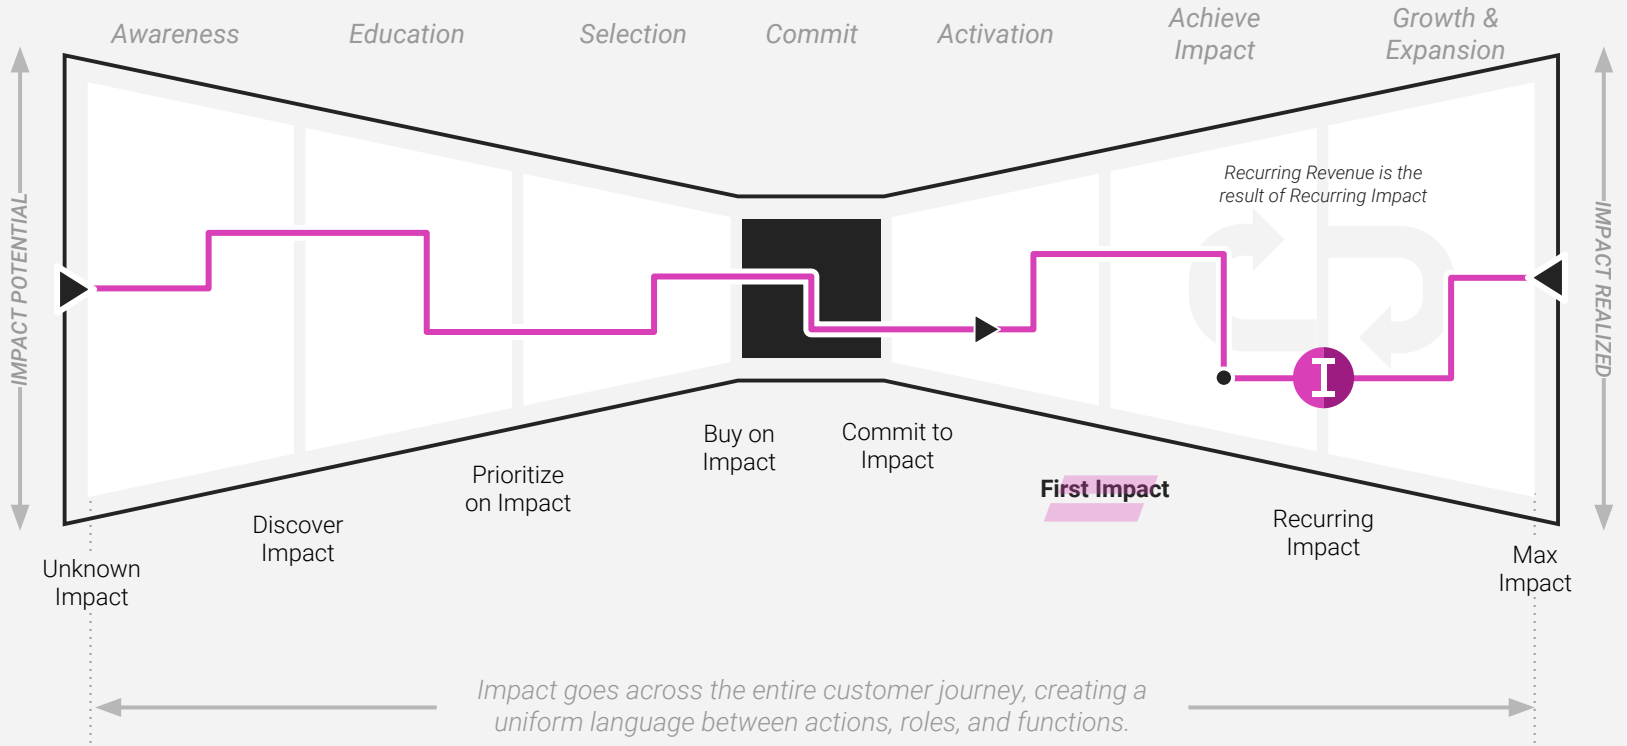 Awareness
Education
Selection
Commit
Activation
Achieve
Impact
Growth &
Expansion
IMPACT POTENTIAL
IMPACT REALIZED
Recurring Revenue is the
result of Recurring Impact
I
Unknown
Impact
Discover
Impact
Prioritize
on Impact
Buy on
Impact
Commit to
Impact
First Impact
Recurring
Impact
Max
Impact
Impact goes across the entire customer journey, creating a
uniform language between actions, roles, and functions.